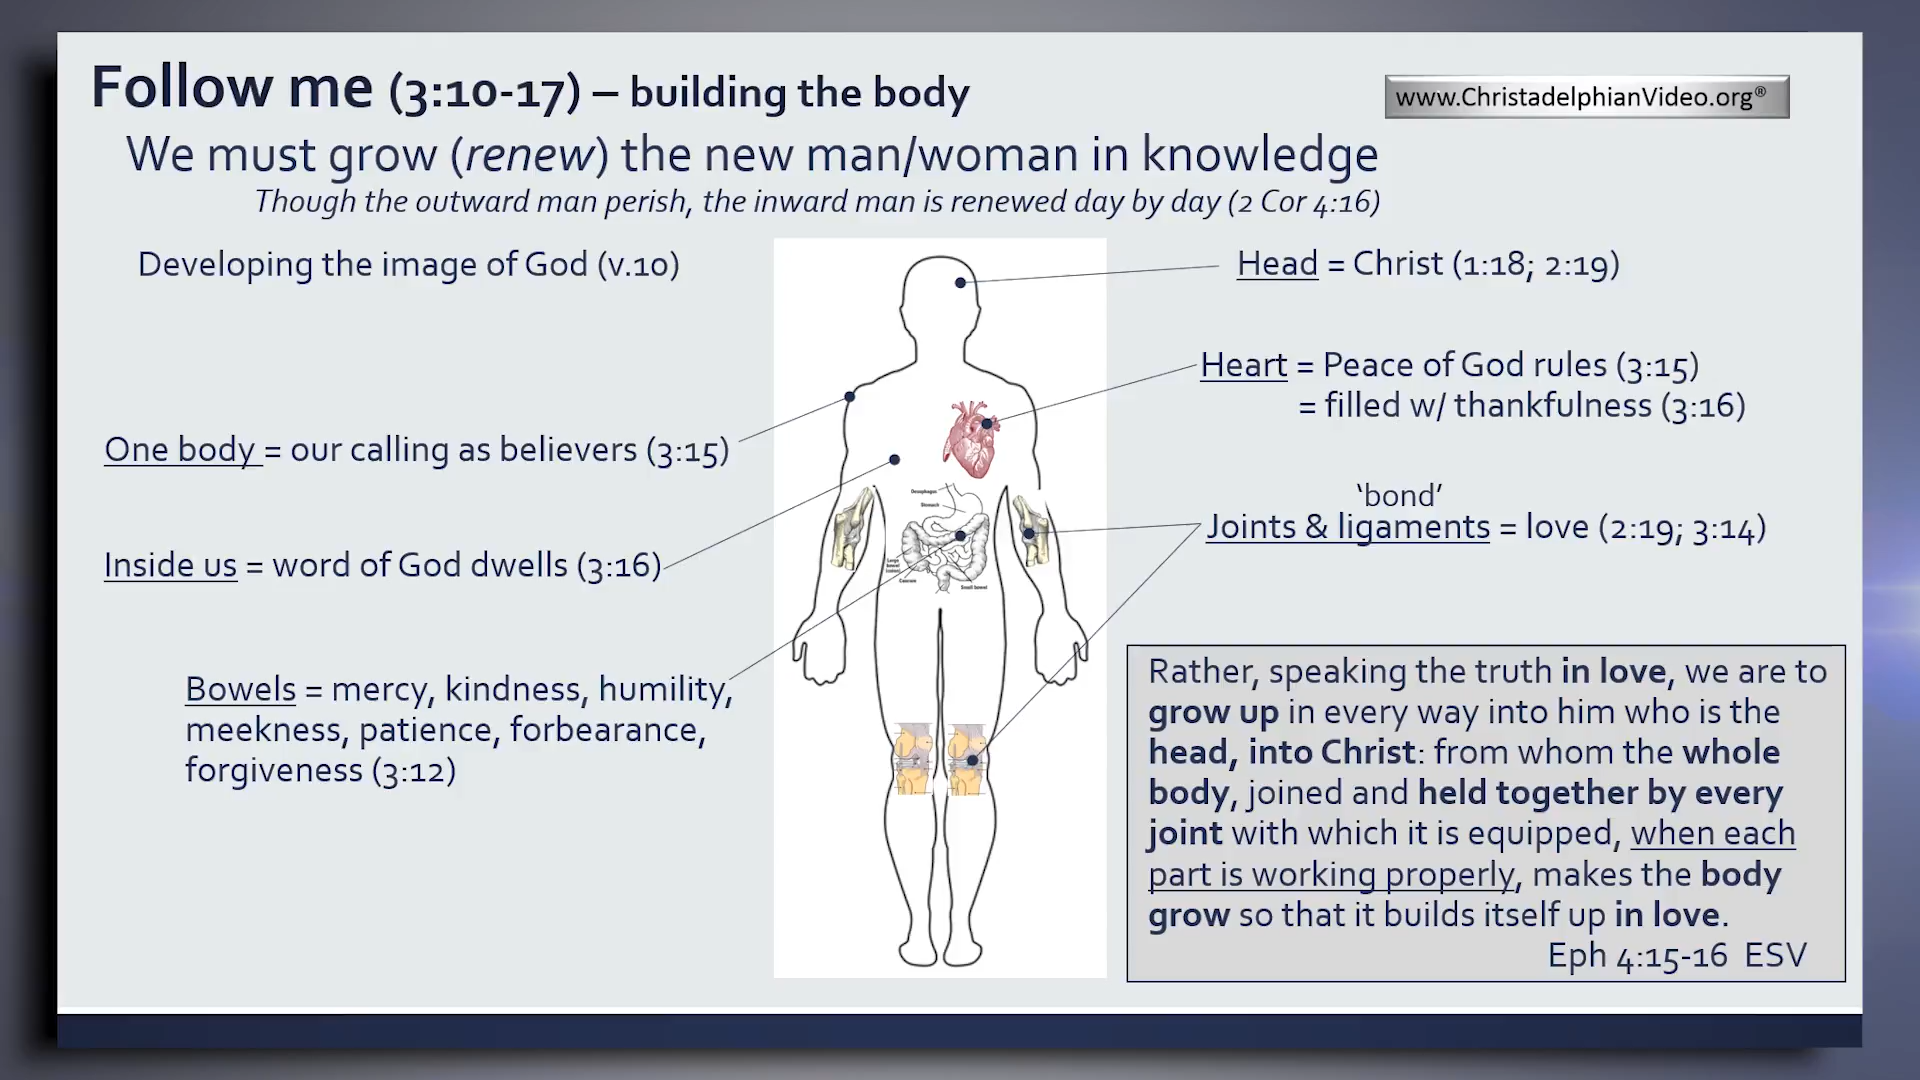 Follow me (3:10-17) – building the body
www.ChristadelphianVideo.org®
We must grow (renew) the new man/woman in knowledge
Though the outward man perish, the inward man is renewed day by day (2 Cor 4:16)
Developing the image of God (v.10)
Head = Christ (1:18; 2:19)
Heart = Peace of God rules (3:15)
= filled w/ thankfulness (3:16)
One body = our calling as believers (3:15)
'bond'
Joints & ligaments = love (2:19; 3:14)
Inside us = word of God dwells (3:16)
Bowels = mercy, kindness, humility,
meekness, patience, forbearance,
forgiveness (3:12)
Oesophagus
Stomach
Large
bowel
(colon)
Caecum
Small bowel
Rather, speaking the truth in love, we are to
grow up in every way into him who is the
head, into Christ: from whom the whole
body, joined and held together by every
joint with which it is equipped, when each
part is working properly, makes the body
grow so that it builds itself up in love.
Eph 4:15-16 ESV